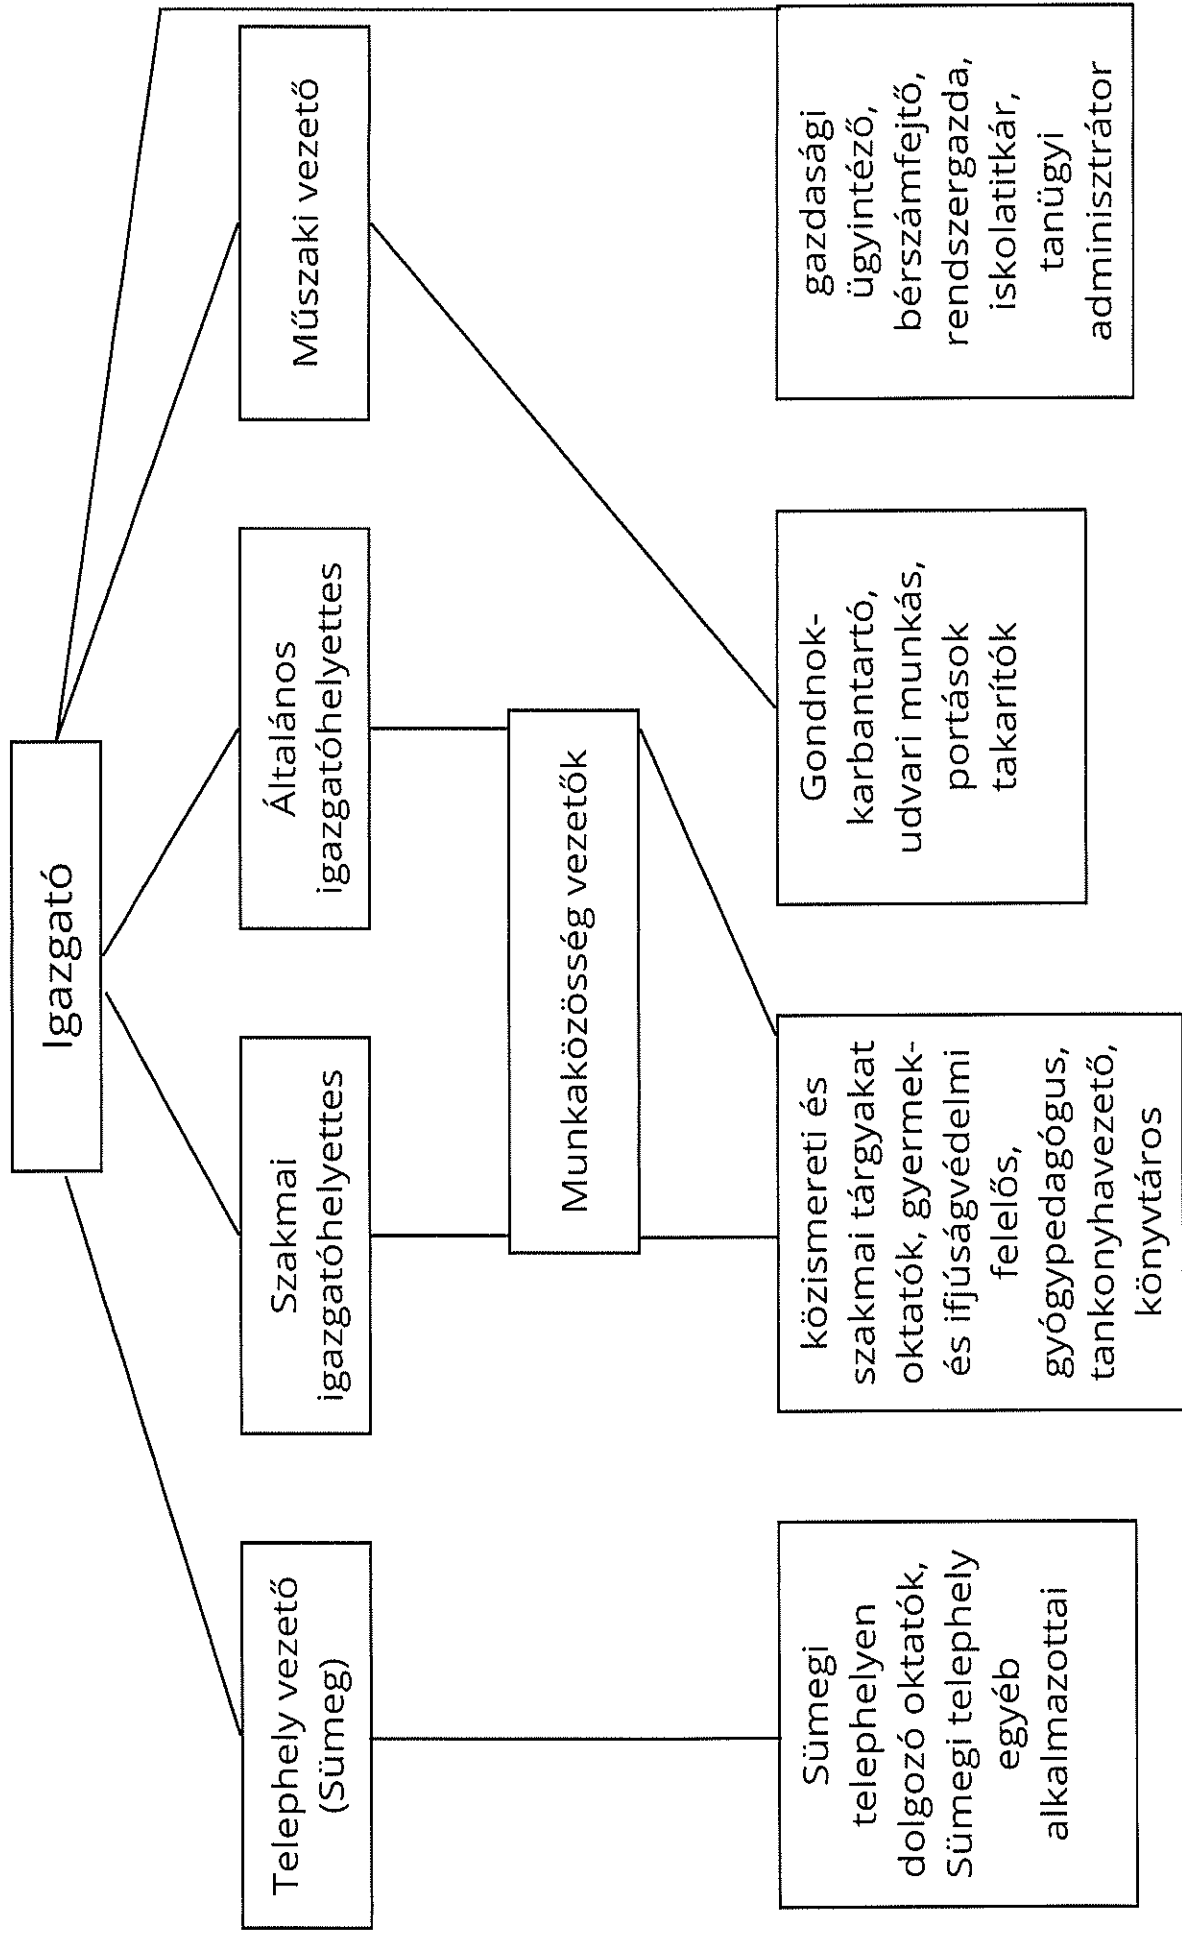 Igazgató
Telephely vezető
(Sümeg)
Szakmai
igazgatóhelyettes
Általános
igazgatóhelyettes
Műszaki vezető
Munkaközösség vezetők
Sümegi
telephelyen
dolgozó oktatók,
Sümegi telephely
egyéb
alkalmazottai
közismereti és
szakmai tárgyakat
oktatók, gyermek-
és ifjúságvédelmi
felelős,
gyógypedagógus,
tankonyhavezető,
könyvtáros
Gondnok-
karbantartó,
udvari munkás,
portások
takarítók
gazdasági
ügyintéző,
bérszámfejtő,
rendszergazda,
iskolatitkár,
tanügyi
adminisztrátor